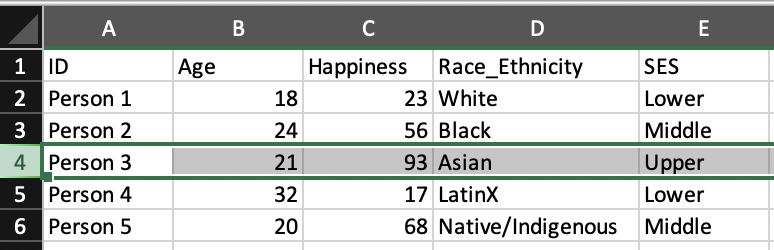 A B C D E
1 ID Age Happiness Race_Ethnicity SES
2 Person 1 18 23 White Lower
3 Person 2 24 56 Black Middle
4 Person 3 21 93 Asian Upper
5 Person 4 32 17 LatinX Lower
6 Person 5 20 68 Native/Indigenous Middle